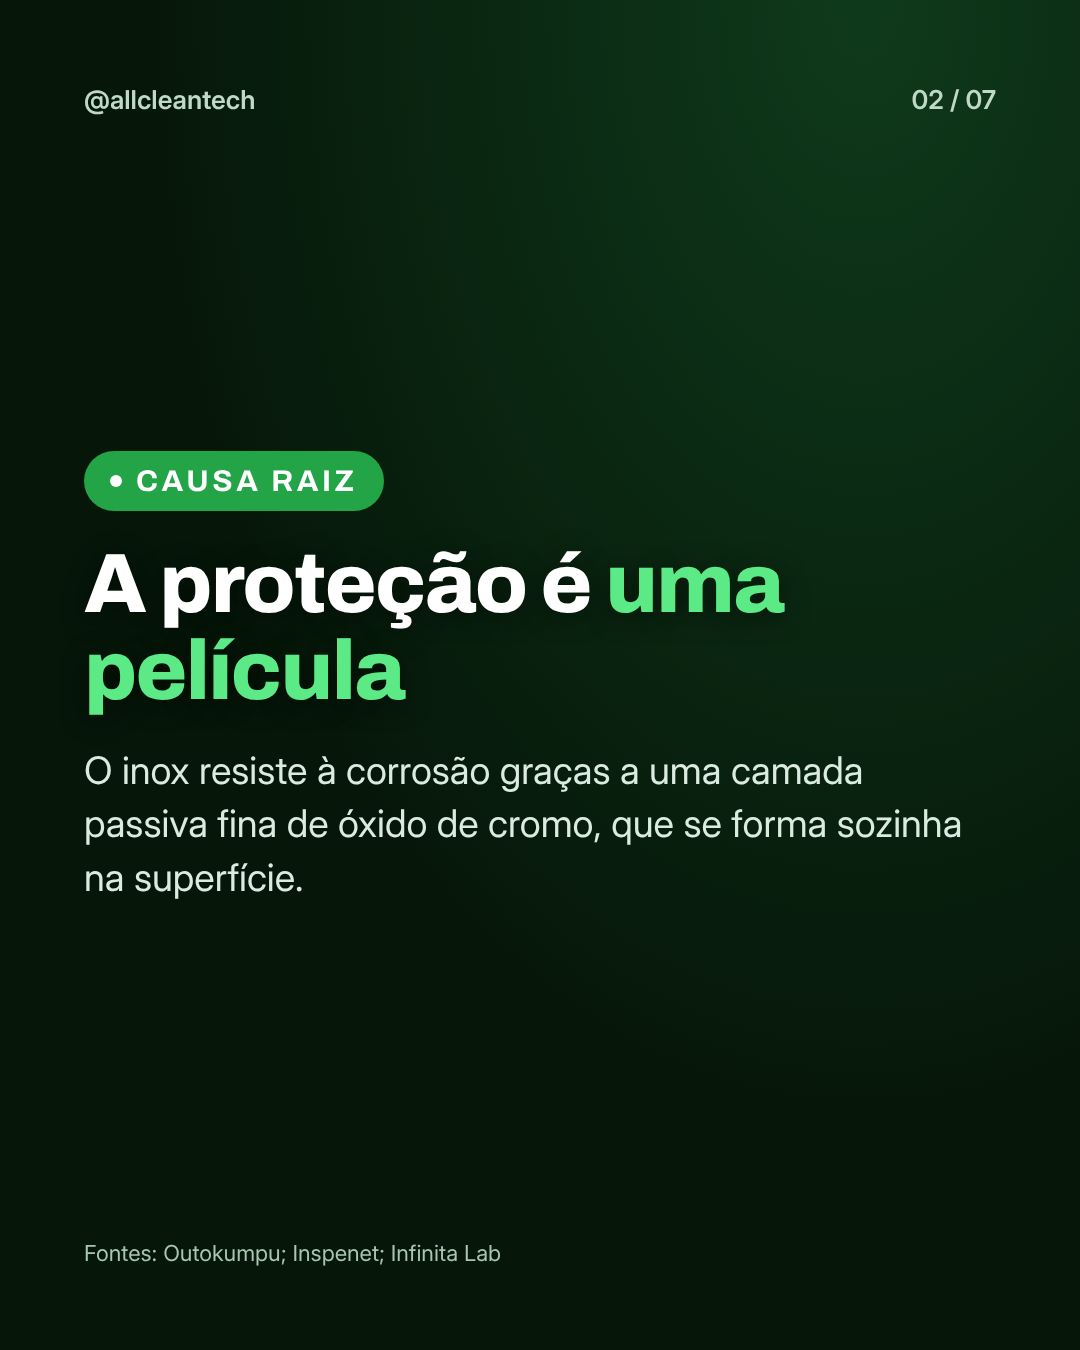 @allcleantech
02 / 07
• CAUSA RAIZ
A proteção é uma
película
O inox resiste à corrosão graças a uma camada
passiva fina de óxido de cromo, que se forma sozinha
na superfície.
Fontes: Outokumpu; Inspenet; Infinita Lab